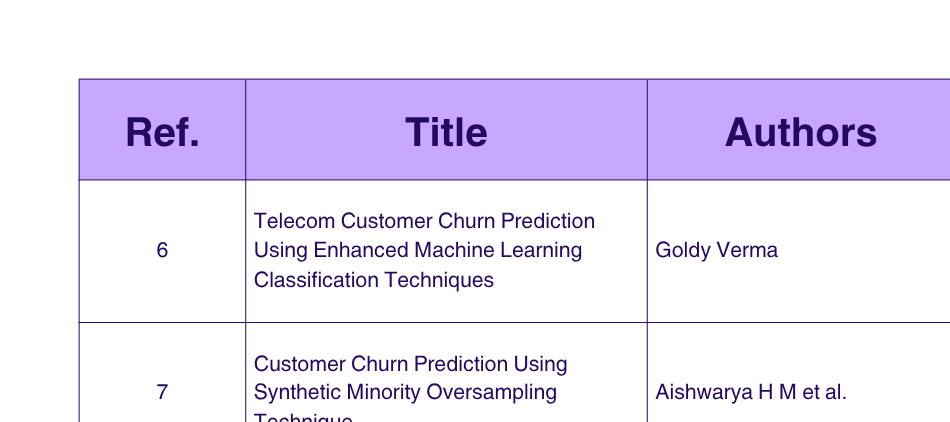 Ref. Title Authors
6 Telecom Customer Churn Prediction
Using Enhanced Machine Learning
Classification Techniques
Goldy Verma
7 Customer Churn Prediction Using
Synthetic Minority Oversampling
Technique
Aishwarya H M et al.